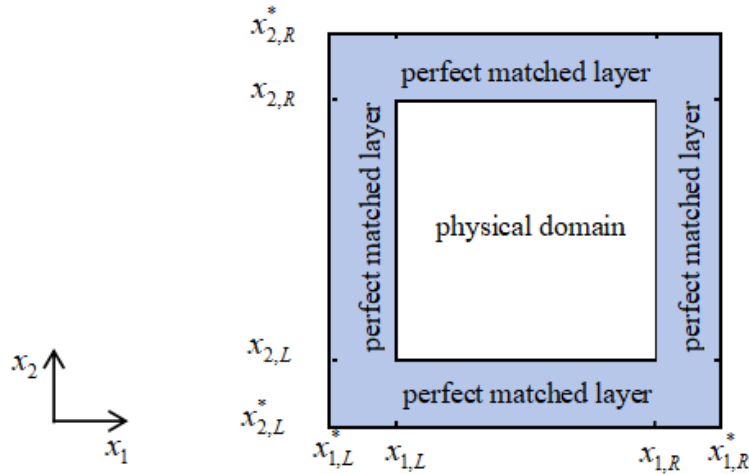 x*2,R
perfect matched layer
x2,R
perfect matched layer
physical domain
perfect matched layer
x2,L
perfect matched layer
x*2,L
x*1,L x1,L x1,R x*1,R
x2
x1